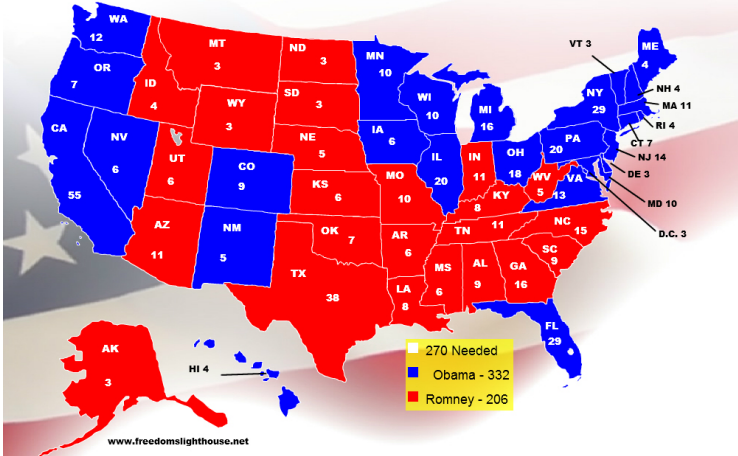 WA
12
OR
7
CA
55
NV
6
ID
4
MT
3
WY
3
UT
6
AZ
11
CO
9
NM
5
ND
3
SD
3
NE
5
KS
6
OK 7
TX
38
MN
10
IA
6
MO
10
AR
6
LA
8
WI
10
IL
20
MI
16
IN
11
OH
18
KY
8
TN
11
MS
6
AL
9
GA
16
FL
29
SC
9
NC
15
VA
13
WV
5
PA
20
NY
29
VT 3
ME
4
NH 4
MA 11
RI 4
CT 7
NJ 14
DE 3
MD 10
D.C. 3
AK
3
HI 4
270 Needed
Obama - 332
Romney - 206
www.freedomslighthouse.net